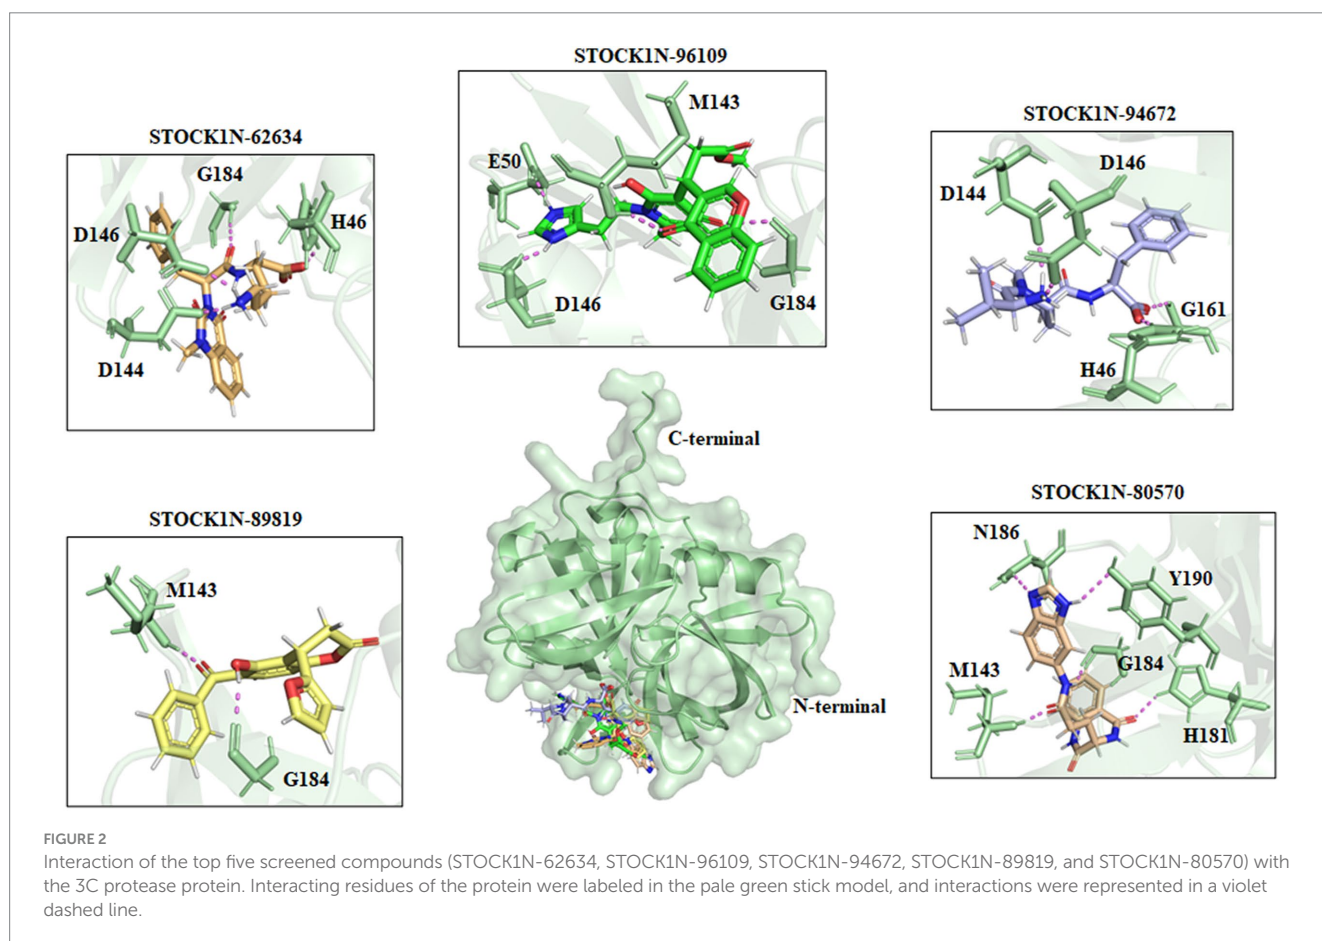 STOCK1N-96109
M143
E50
D146
G184
STOCK1N-62634
G184
D146
H46
D144
STOCK1N-94672
D146
D144
G161
H46
C-terminal
N-terminal
STOCK1N-89819
M143
G184
STOCK1N-80570
N186
Y190
M143
G184
H181
FIGURE 2
Interaction of the top five screened compounds (STOCK1N-62634, STOCK1N-96109, STOCK1N-94672, STOCK1N-89819, and STOCK1N-80570) with
the 3C protease protein. Interacting residues of the protein were labeled in the pale green stick model, and interactions were represented in a violet
dashed line.